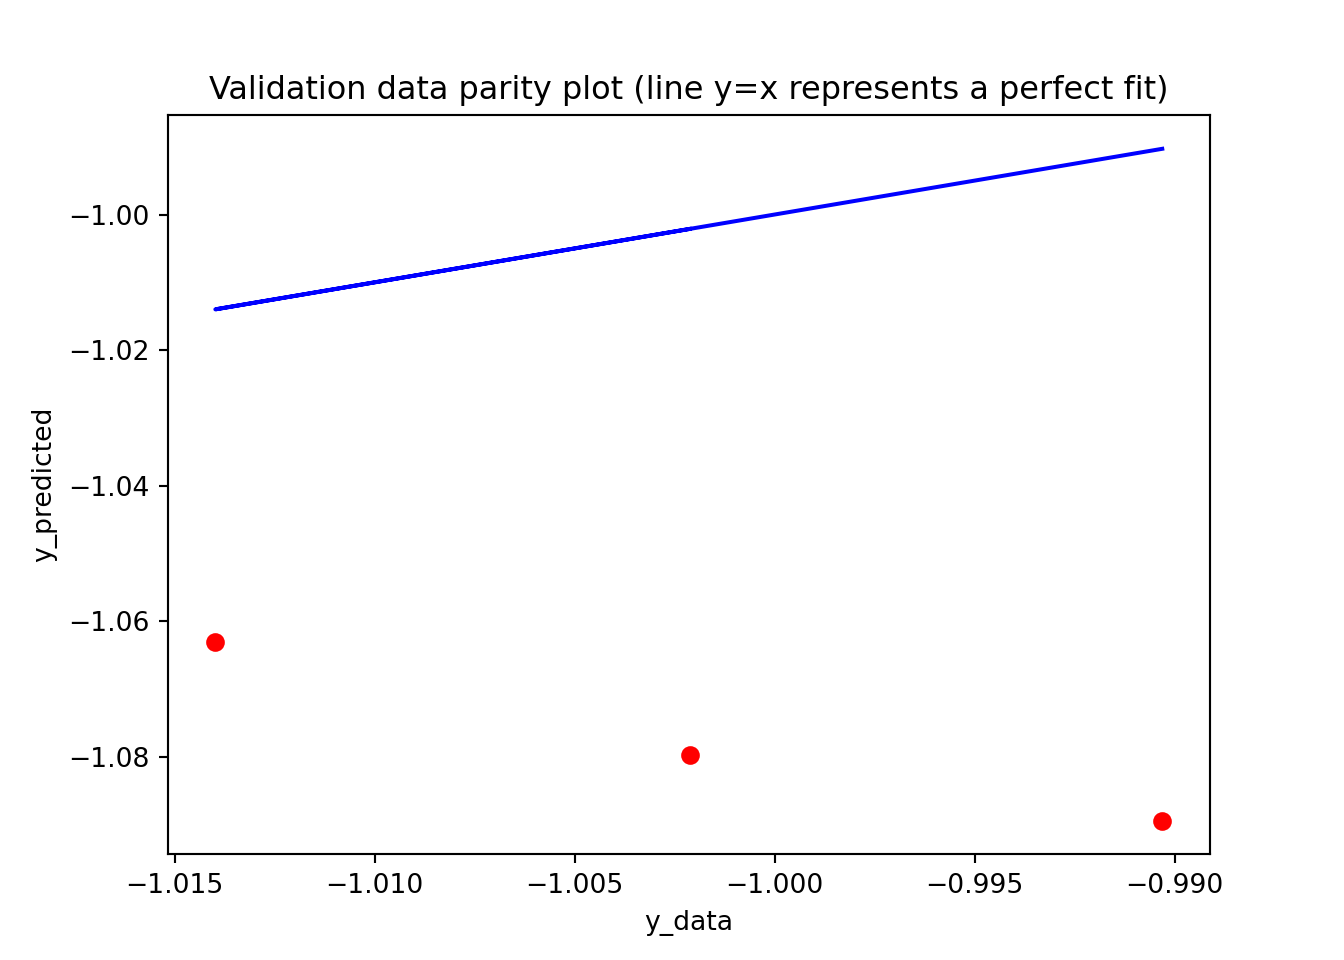 Validation data parity plot (line y=x represents a perfect fit)
−1.00
−1.02
−1.04
−1.06
−1.08
y_predicted
−1.015 −1.010 −1.005 −1.000 −0.995 −0.990
y_data